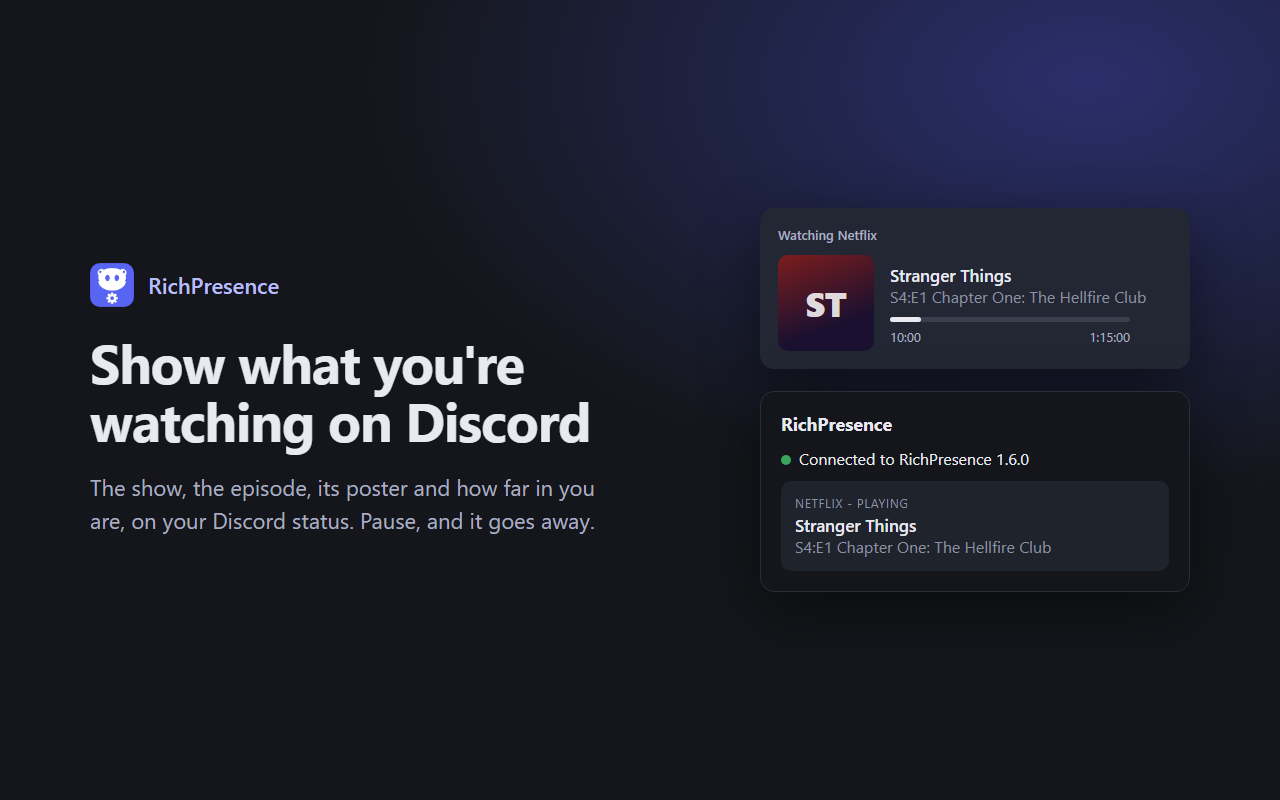 RichPresence
Show what you're
watching on Discord
The show, the episode, its poster and how far in you
are, on your Discord status. Pause, and it goes away.
Watching Netflix
ST
Stranger Things
S4:E1 Chapter One: The Hellfire Club
10:00 1:15:00
RichPresence
Connected to RichPresence 1.6.0
NETFLIX - PLAYING
Stranger Things
S4:E1 Chapter One: The Hellfire Club